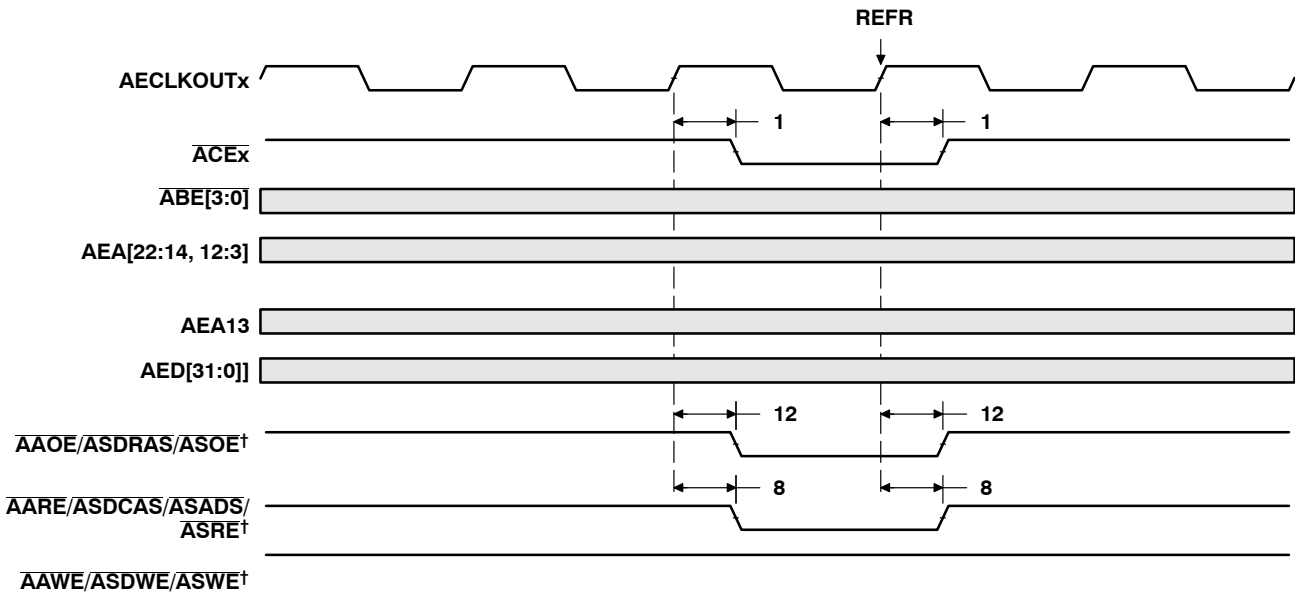 REFR
AECLKOUTx
1 1
ACEx
ABE[3:0]
AEA[22:14, 12:3]
AEA13
AED[31:0]]
12 12
AAOE/ASDRAS/ASOE†
8 8
AARE/ASDCAS/ASADS/
ASRE†
AAWE/ASDWE/ASWE†